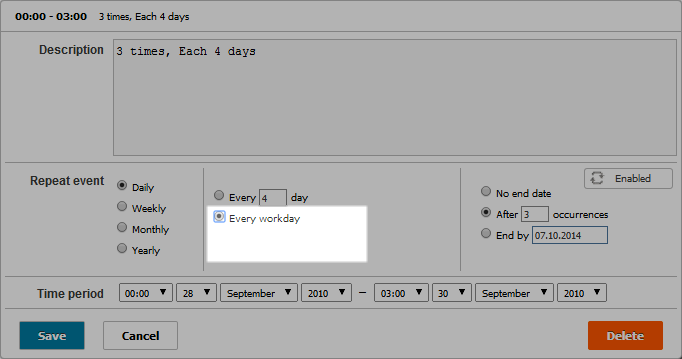 00:00 - 03:00 3 times, Each 4 days
Description
3 times, Each 4 days
Repeat event
Daily
Weekly
Monthly
Yearly
Every 4 day
Every workday
Enabled
No end date
After 3 occurrences
End by 07.10.2014
Time period 00:00 28 September 2010 – 03:00 30 September 2010
Save Cancel Delete